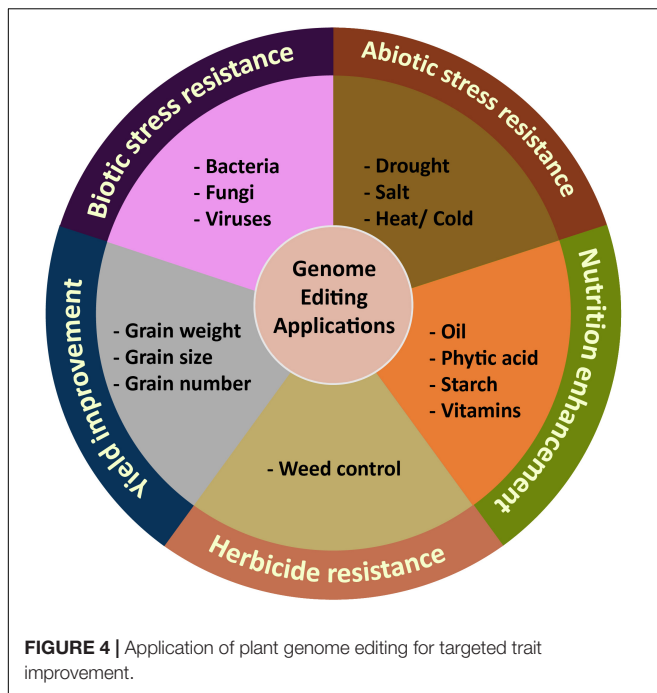 Biotic stress resistance
Abiotic stress resistance
- Bacteria
- Fungi
- Viruses
- Drought
- Salt
- Heat/ Cold
Genome
Editing
Applications
Yield improvement
- Grain weight
- Grain size
- Grain number
- Oil
- Phytic acid
- Starch
- Vitamins
Nutrition enhancement
- Weed control
Herbicide resistance
FIGURE 4 | Application of plant genome editing for targeted trait
improvement.